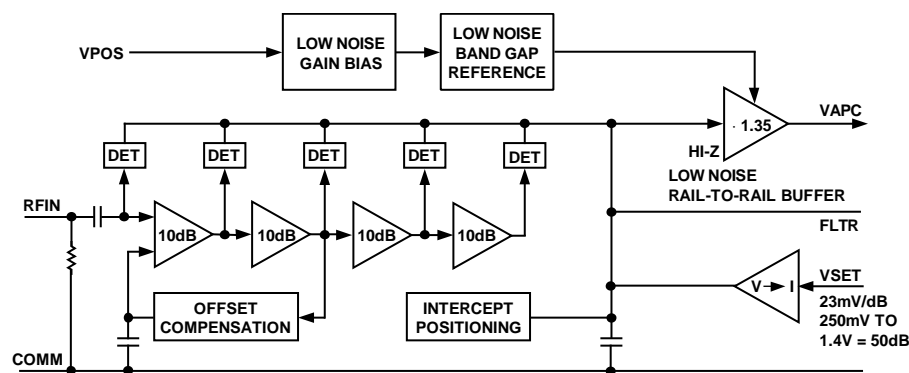 VPOS
LOW NOISE
GAIN BIAS
LOW NOISE
BAND GAP
REFERENCE
· 1.35
VAPC
HI-Z
LOW NOISE
RAIL-TO-RAIL BUFFER
DET
DET
DET
DET
DET
RFIN
10dB
10dB
10dB
10dB
FLTR
OFFSET
COMPENSATION
INTERCEPT
POSITIONING
V I
VSET
23mV/dB
250mV TO
1.4V = 50dB
COMM